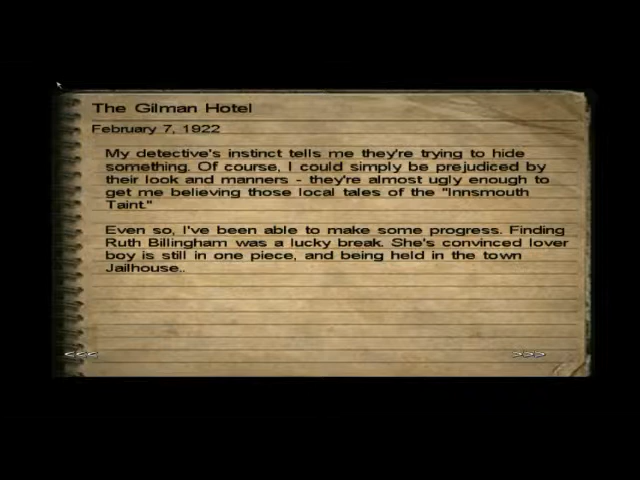 The Gilman Hotel
February 7, 1922
My detective's instinct tells me they're trying to hide
something. Of course, I could simply be prejudiced by
their look and manners - they're almost ugly enough to
get me believing those local tales of the "Innsmouth
Taint."
Even so, I've been able to make some progress. Finding
Ruth Billingham was a lucky break. She's convinced lover
boy is still in one piece, and being held in the town
Jailhouse..
<<< >>>